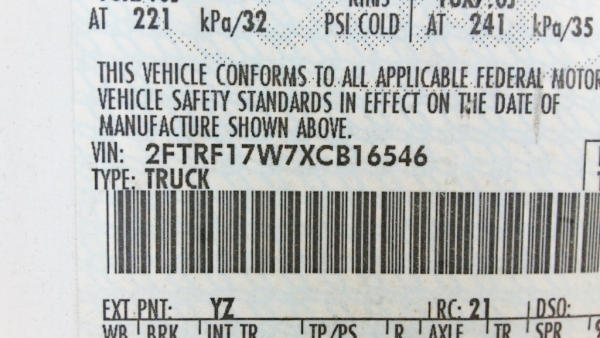 AT 221 kPa/32 PSI COLD AT 241 kPa/35
THIS VEHICLE CONFORMS TO ALL APPLICABLE FEDERAL MOTOR
VEHICLE SAFETY STANDARDS IN EFFECT ON THE DATE OF
MANUFACTURE SHOWN ABOVE.
VIN: 2FTRF17W7XCB16546
TYPE: TRUCK
EXT PNT: YZ RC: 21 DSO:
WB BRK INT TR TP/PS R AXLE TR SPR